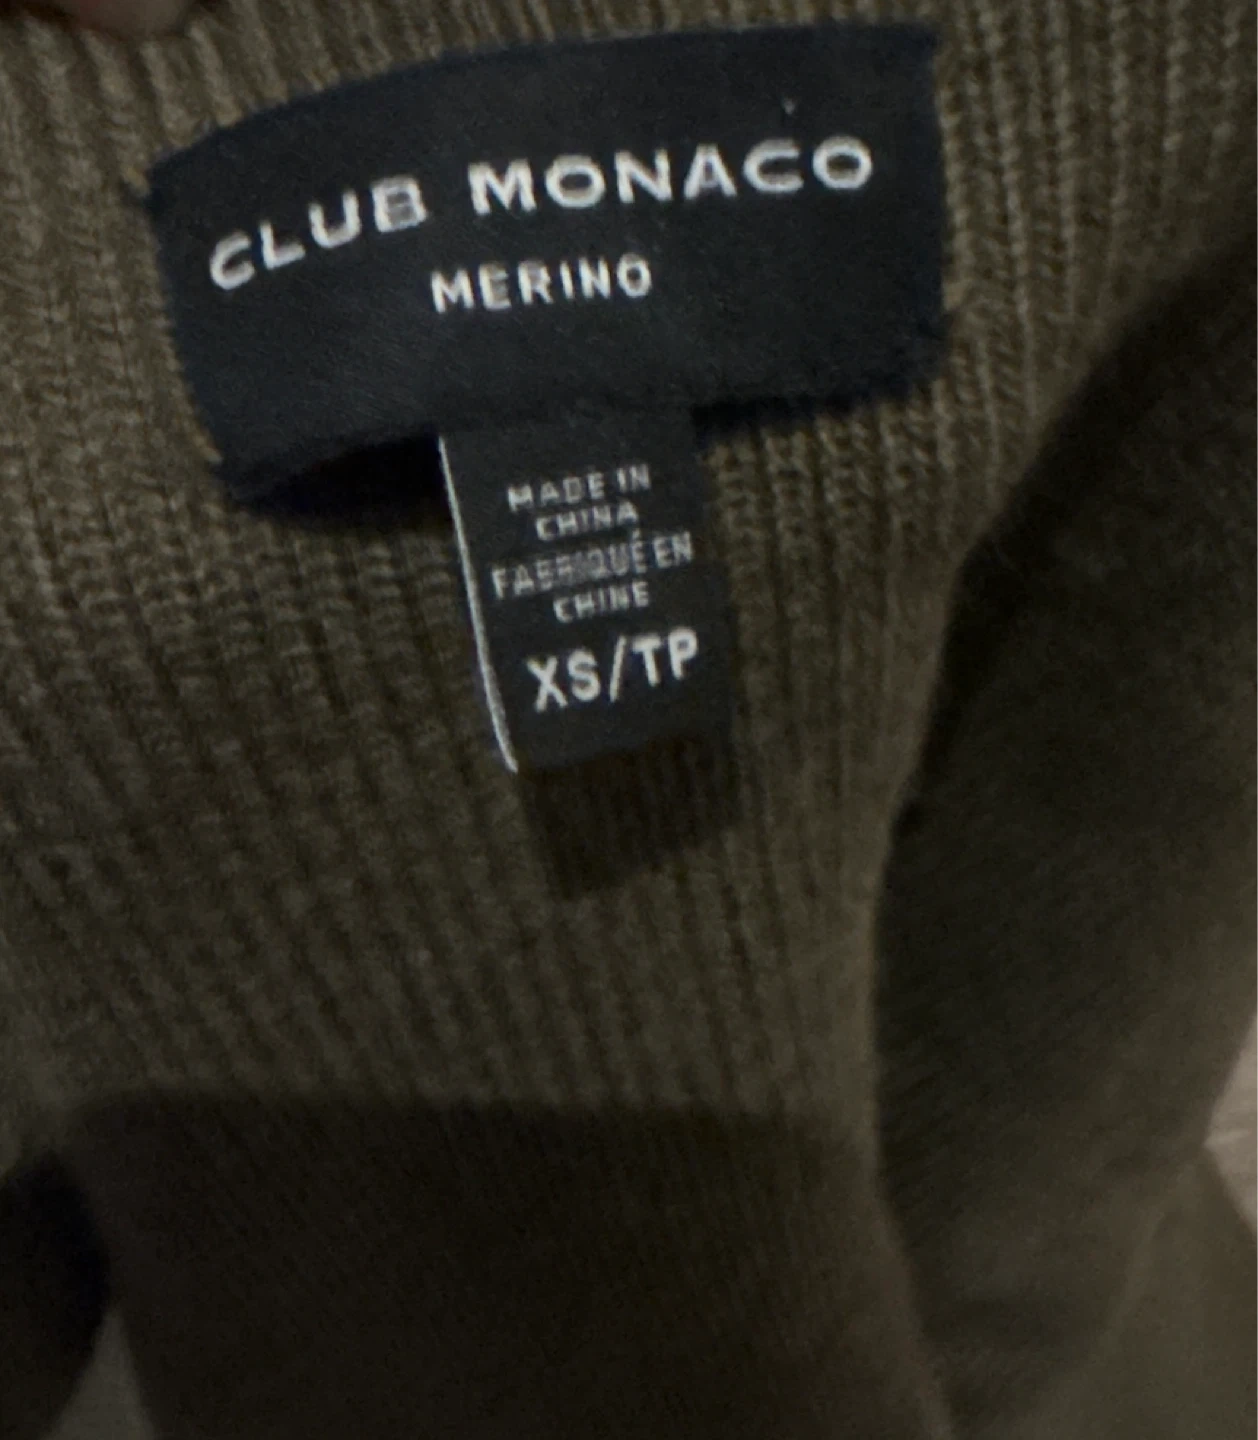 CLUB MONACO
MERINO
MADE IN
CHINA
FABRIQUÉ EN
CHINE
XS/TP